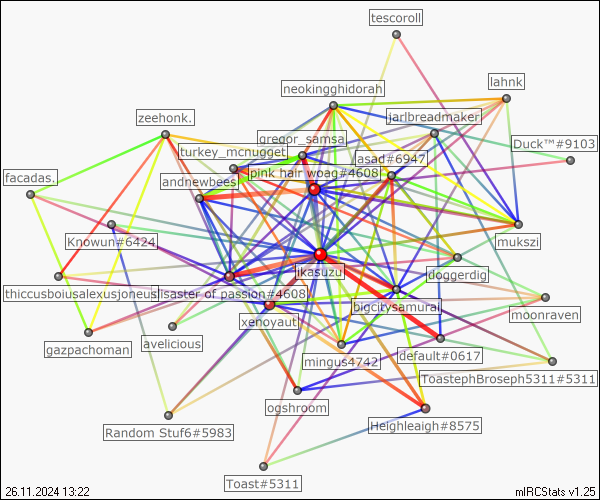 tescoroll
lahnk
neokingghidorah
jarlbreadmaker
zeehonk.
gregor_samsa.
Duck™#9103
turkey_mcnugget
asad#6947
pink hair woag#4608
facadas.
andnewbees
Knowun#6424
mukszi
ikasuzu
doggerdig
thiccusboiusalexusjoneus
isaster of passion#4608
bigcitysamurai
moonraven
xenoyaut
gazpachoman
avelicious
mingus4742
default#0617
ToastephBroseph5311#5311
ogshroom
Random Stuf6#5983
Heighleaigh#8575
Toast#5311
26.11.2024 13:22
mIRCStats v1.25